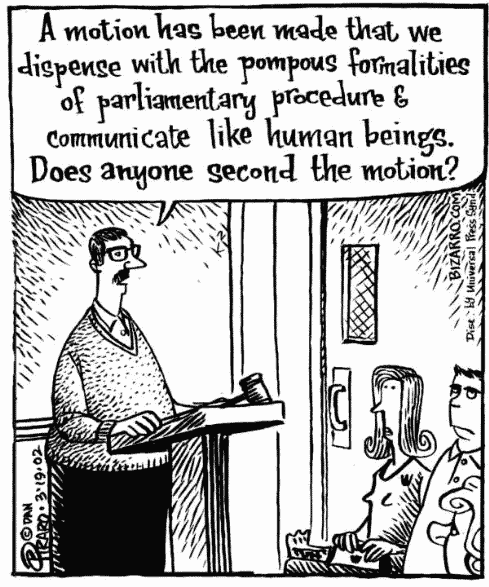 A motion has been made that we
dispense with the pompous formalities
of parliamentary procedure &
communicate like human beings.
Does anyone second the motion?
BIZARRO.COM
Dist. by Universal Press Synd.
© DAN
PIRARO. 3.19.02